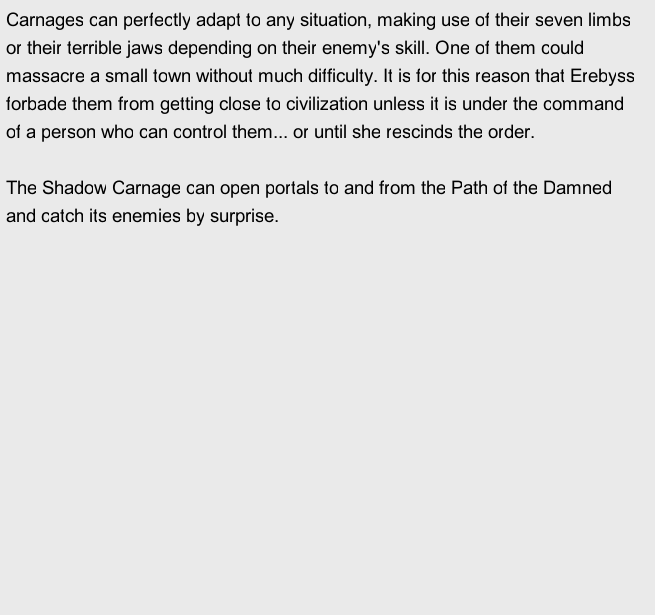 Carnages can perfectly adapt to any situation, making use of their seven limbs
or their terrible jaws depending on their enemy's skill. One of them could
massacre a small town without much difficulty. It is for this reason that Erebyss
forbade them from getting close to civilization unless it is under the command
of a person who can control them... or until she rescinds the order.

The Shadow Carnage can open portals to and from the Path of the Damned
and catch its enemies by surprise.